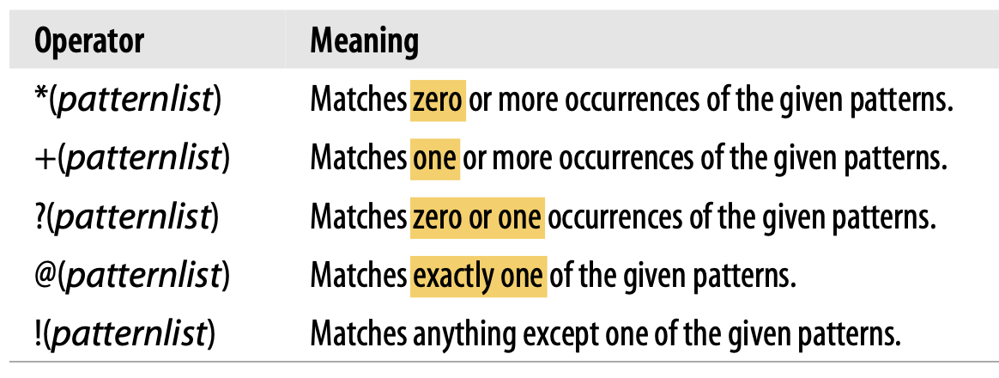 Operator Meaning
*(patternlist) Matches zero or more occurrences of the given patterns.
+(patternlist) Matches one or more occurrences of the given patterns.
?(patternlist) Matches zero or one occurrences of the given patterns.
@(patternlist) Matches exactly one of the given patterns.
!(patternlist) Matches anything except one of the given patterns.